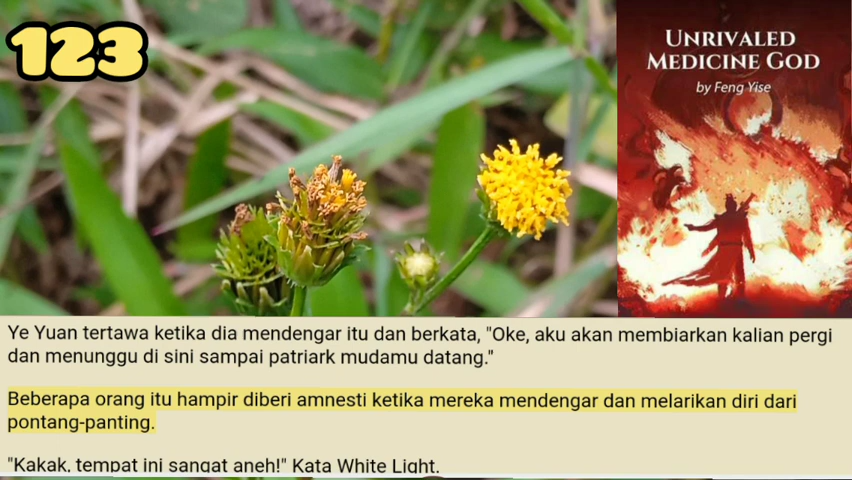 123
UNRIVALED
MEDICINE GOD
by Feng Yise
Ye Yuan tertawa ketika dia mendengar itu dan berkata, "Oke, aku akan membiarkan kalian pergi
dan menunggu di sini sampai patriark mudamu datang."
Beberapa orang itu hampir diberi amnesti ketika mereka mendengar dan melarikan diri dari
pontang-panting.
"Kakak, tempat ini sangat aneh!" Kata White Light.